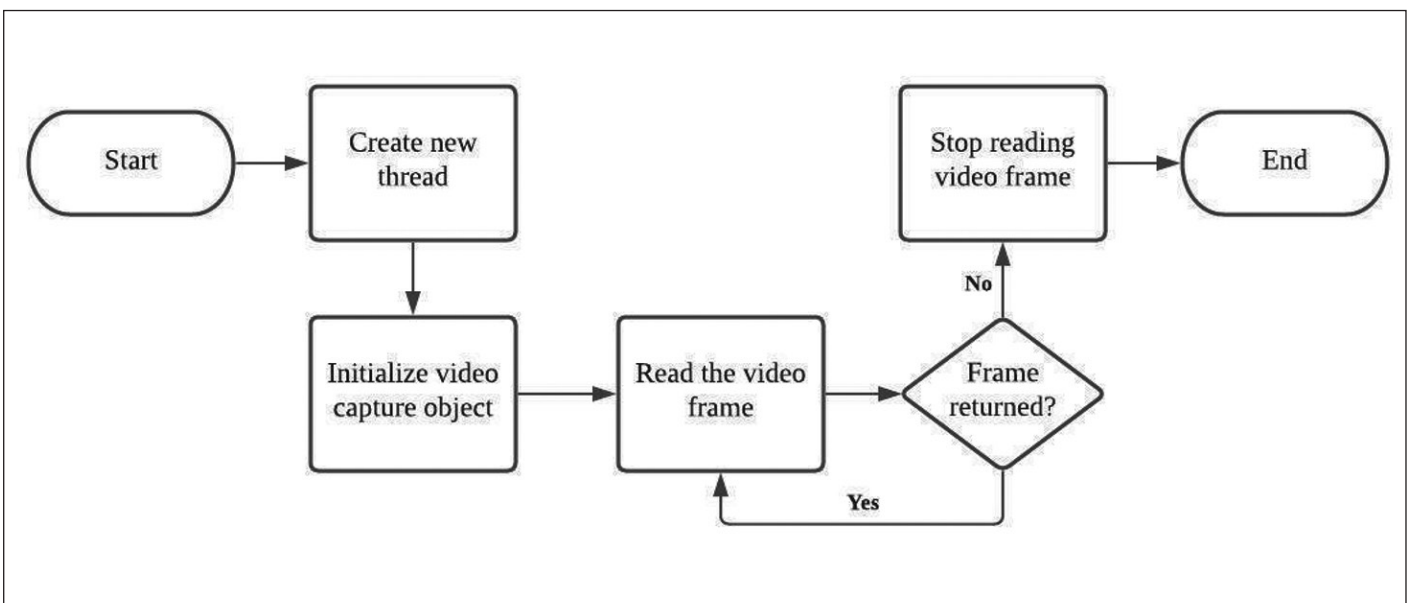 Start
Create new
thread
Initialize video
capture object
Read the video
frame
Frame
returned?
Yes
No
Stop reading
video frame
End